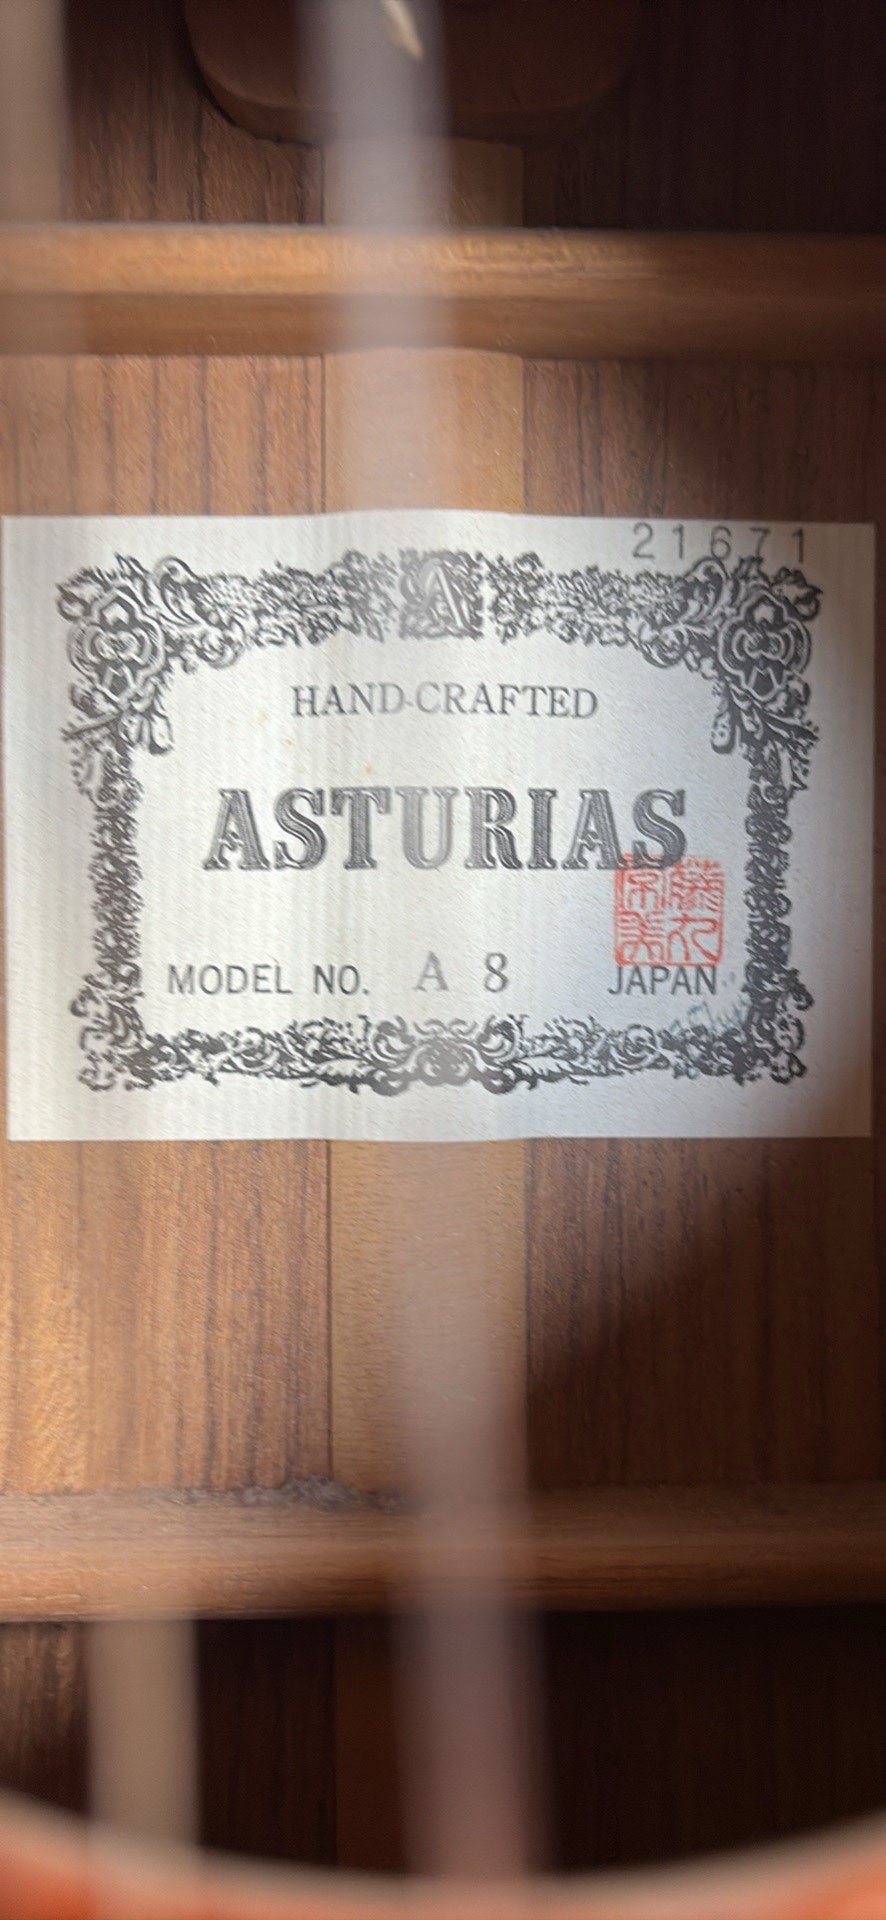 21671
A
HAND-CRAFTED
ASTURIAS
MODEL NO. A 8 JAPAN